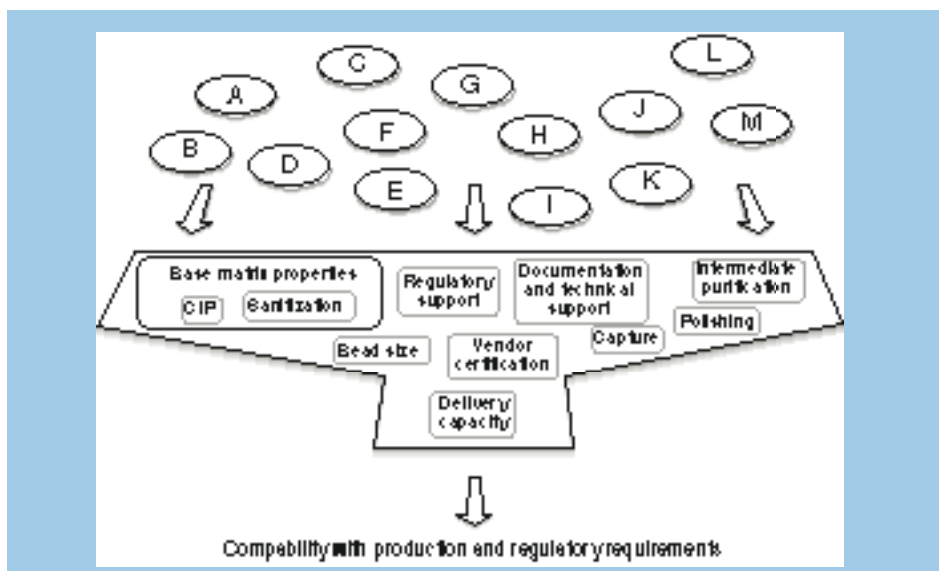 L
C
G
A
J
F
H
M
B
D
K
E
I
Base matrix properties
CIP
Sanitization
Regulatory
support
Documentation
and technical
support
Intermediate
purification
Polishing
Capture
Bead size
Vendor
certification
Delivery
capacity
Compability with production and regulatory requirements